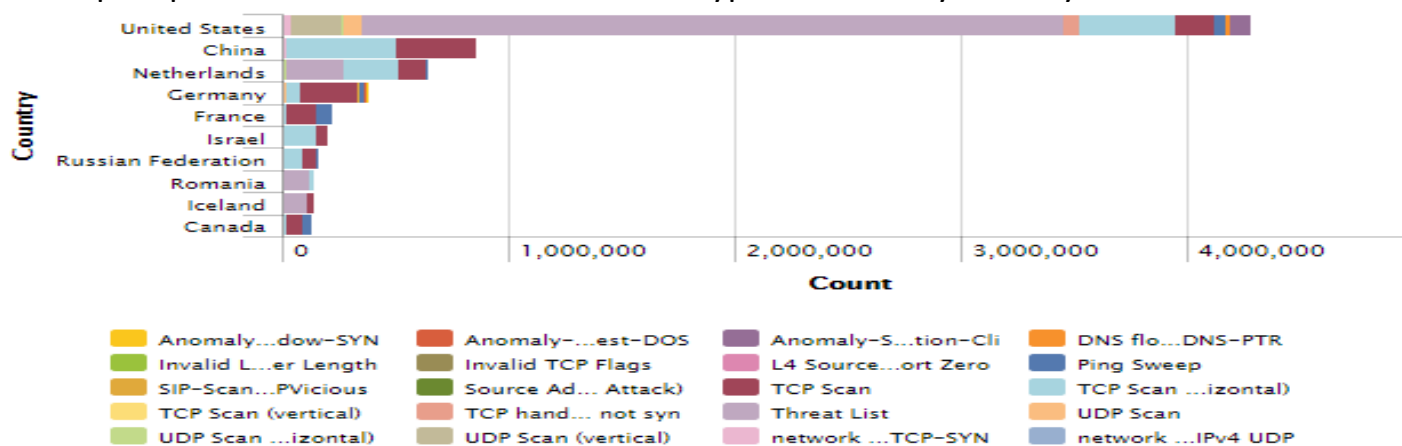 United States
China
Netherlands
Germany
France
Israel
Russian Federation
Romania
Iceland
Canada
Country
0 1,000,000 2,000,000 3,000,000 4,000,000
Count
Anomaly...dow-SYN Anomaly-...est-DOS Anomaly-S...tion-Cli DNS flo...DNS-PTR
Invalid L...er Length Invalid TCP Flags L4 Source...ort Zero Ping Sweep
SIP-Scan...PVicious Source Ad... Attack) TCP Scan TCP Scan ...izontal)
TCP Scan (vertical) TCP hand... not syn Threat List UDP Scan
UDP Scan ...izontal) UDP Scan (vertical) network ...TCP-SYN network ...IPv4 UDP